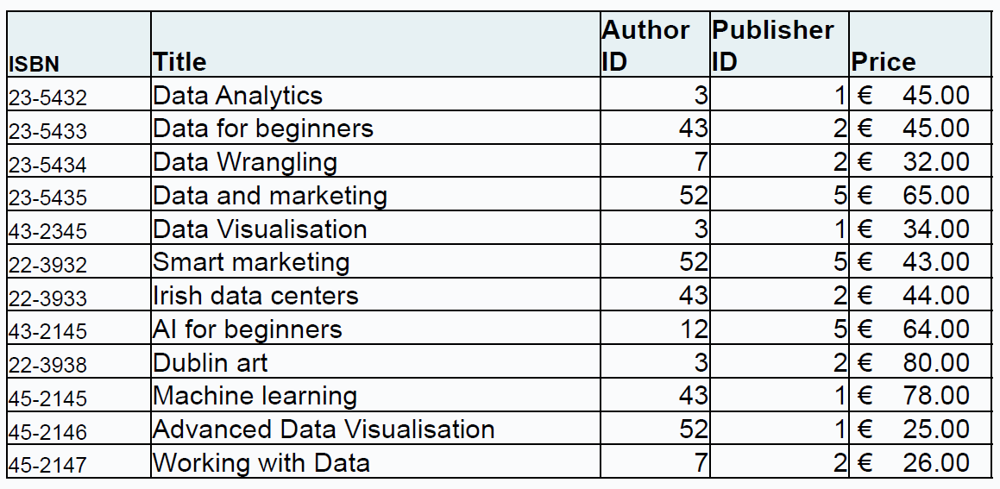 ISBN Title Author ID Publisher ID Price
23-5432 Data Analytics 3 1 € 45.00
23-5433 Data for beginners 43 2 € 45.00
23-5434 Data Wrangling 7 2 € 32.00
23-5435 Data and marketing 52 5 € 65.00
43-2345 Data Visualisation 3 1 € 34.00
22-3932 Smart marketing 52 5 € 43.00
22-3933 Irish data centers 43 2 € 44.00
43-2145 AI for beginners 12 5 € 64.00
22-3938 Dublin art 3 2 € 80.00
45-2145 Machine learning 43 1 € 78.00
45-2146 Advanced Data Visualisation 52 1 € 25.00
45-2147 Working with Data 7 2 € 26.00